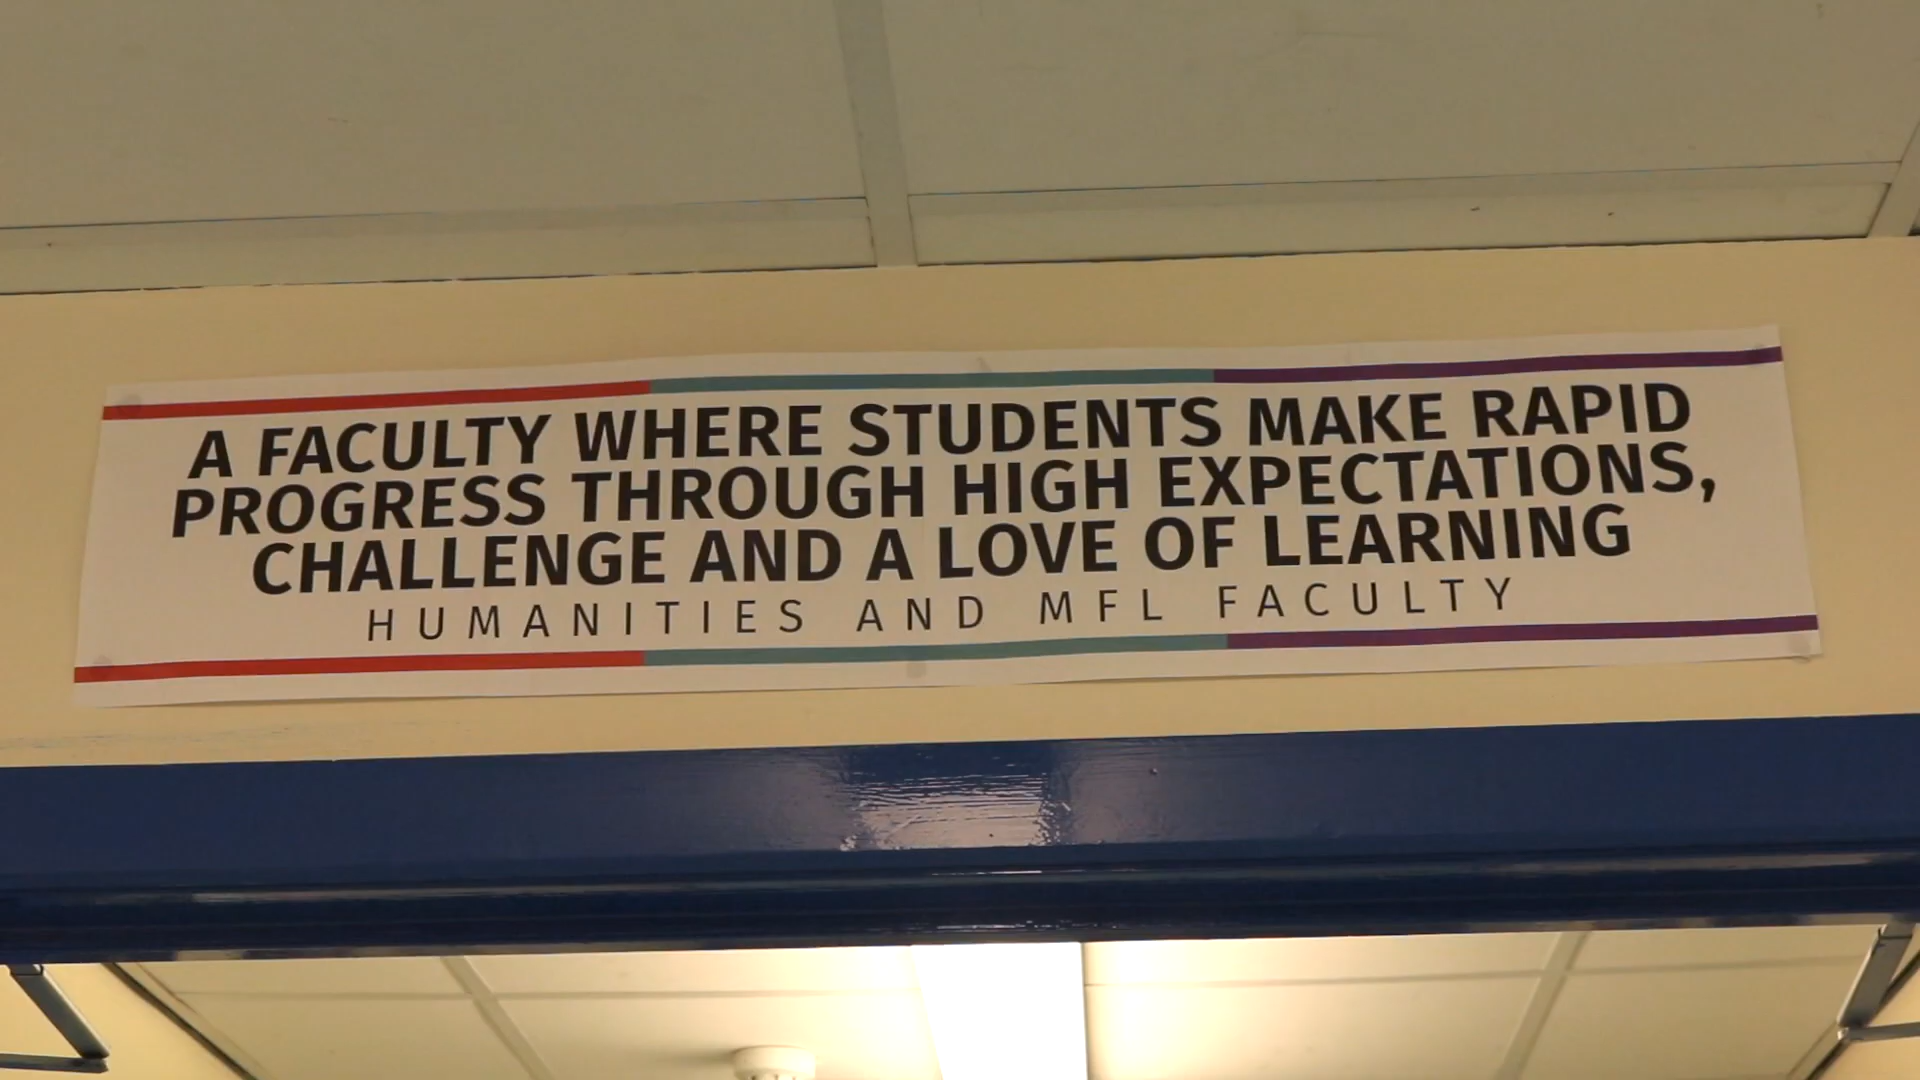 A FACULTY WHERE STUDENTS MAKE RAPID
PROGRESS THROUGH HIGH EXPECTATIONS,
CHALLENGE AND A LOVE OF LEARNING
HUMANITIES AND MFL FACULTY